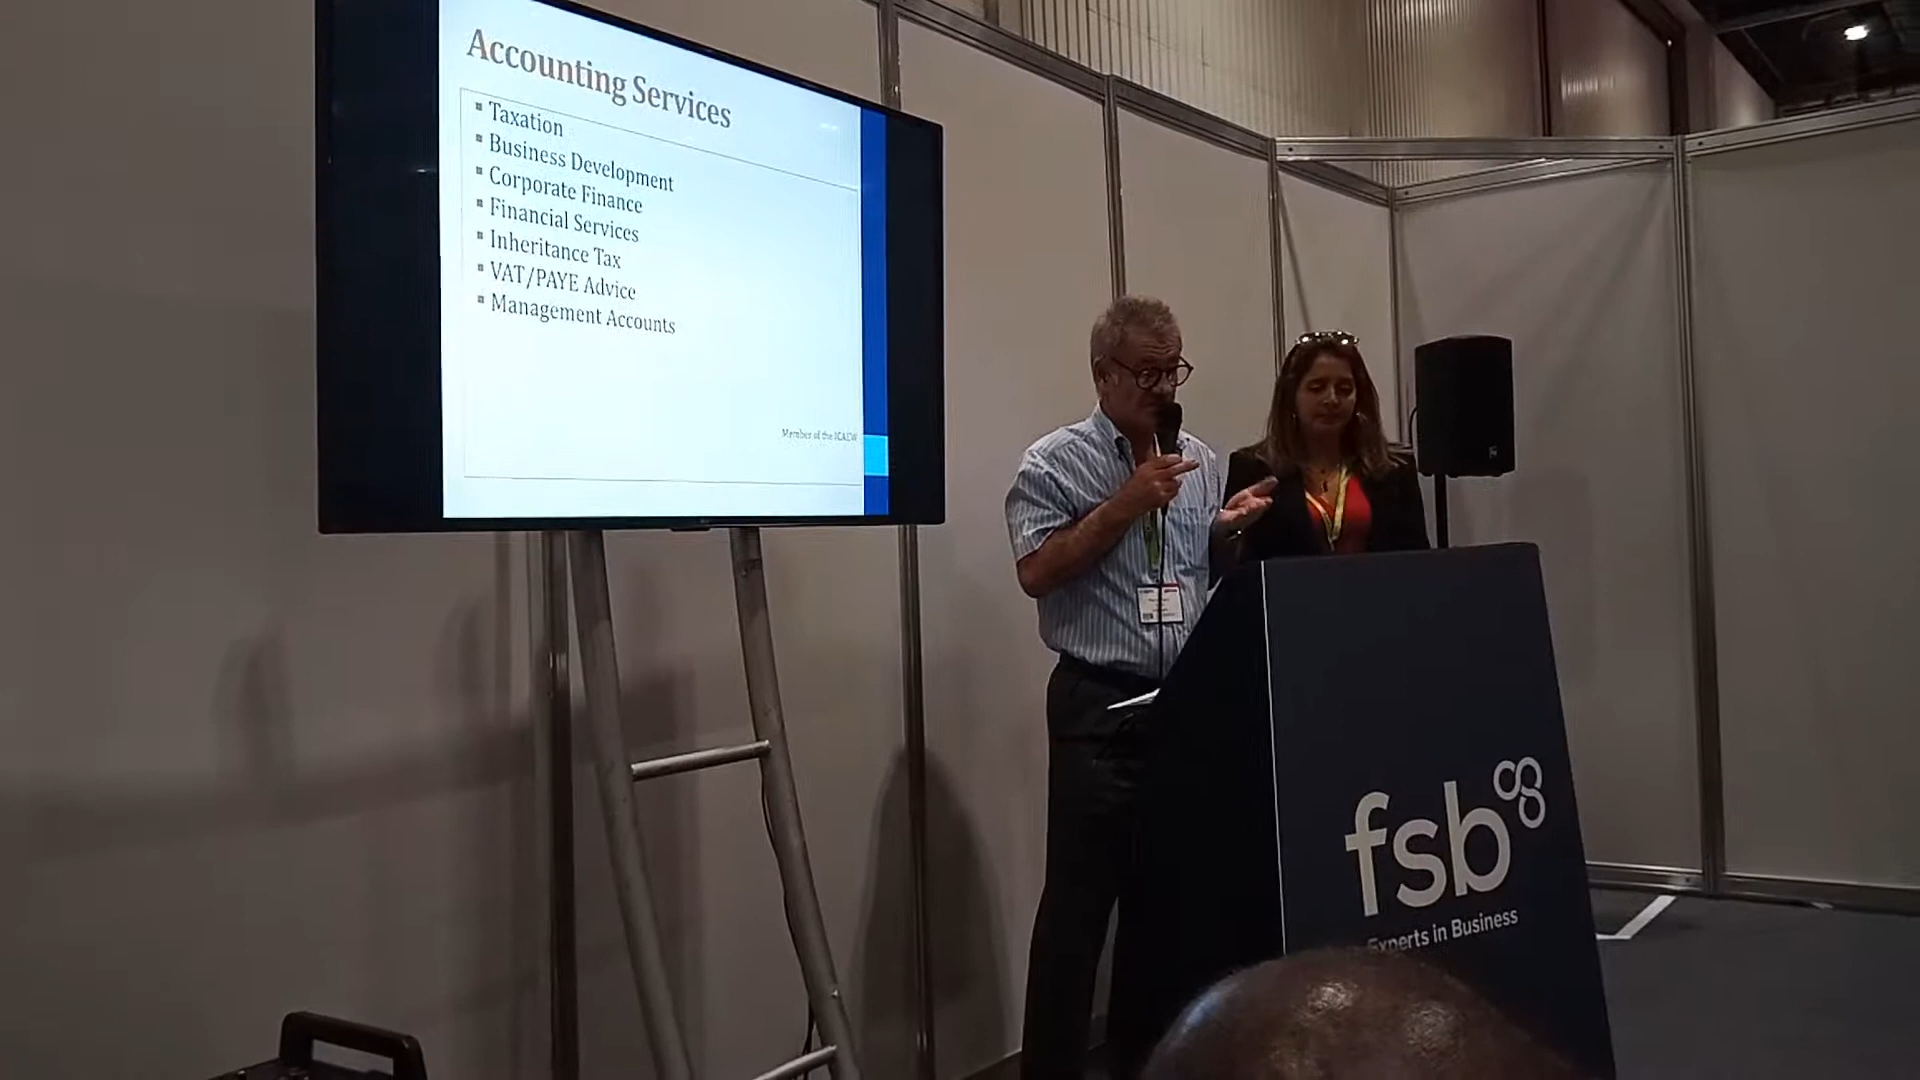 Accounting Services
▪ Taxation
▪ Business Development
▪ Corporate Finance
▪ Financial Services
▪ Inheritance Tax
▪ VAT/PAYE Advice
▪ Management Accounts
Member of the ICAEW
fsb
Experts in Business